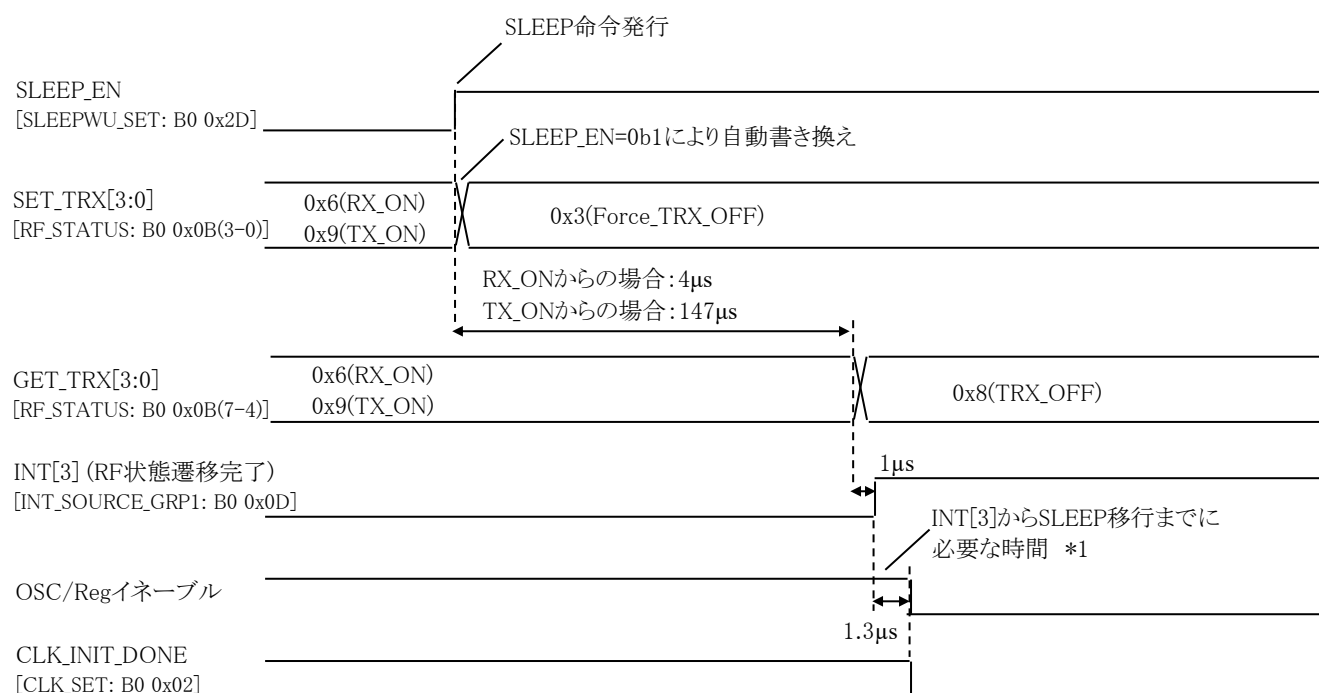 SLEEP命令発行
SLEEP_EN
[SLEEPWU_SET: B0 0x2D]
SLEEP_EN=0b1により自動書き換え
SET_TRX[3:0]
[RF_STATUS: B0 0x0B(3-0)]
0x6(RX_ON)
0x9(TX_ON)
0x3(Force_TRX_OFF)
RX_ONからの場合:4μs
TX_ONからの場合:147μs
GET_TRX[3:0]
[RF_STATUS: B0 0x0B(7-4)]
0x6(RX_ON)
0x9(TX_ON)
0x8(TRX_OFF)
INT[3] (RF状態遷移完了)
[INT_SOURCE_GRP1: B0 0x0D]
1μs
INT[3]からSLEEP移行までに
必要な時間 *1
OSC/Regイネーブル
1.3μs
CLK_INIT_DONE
[CLK_SET: B0 0x02]